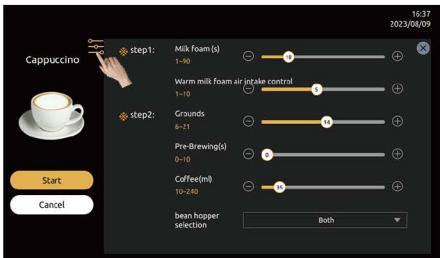 16:37
2023/08/09
Cappuccino
Start
Cancel
step1:
Milk foam (s)
1~90
18
Warm milk foam air intake control
1~10
5
step2:
Grounds
6~21
14
Pre-Brewing(s)
0~10
0
Coffee(ml)
10~240
35
bean hopper
selection
Both